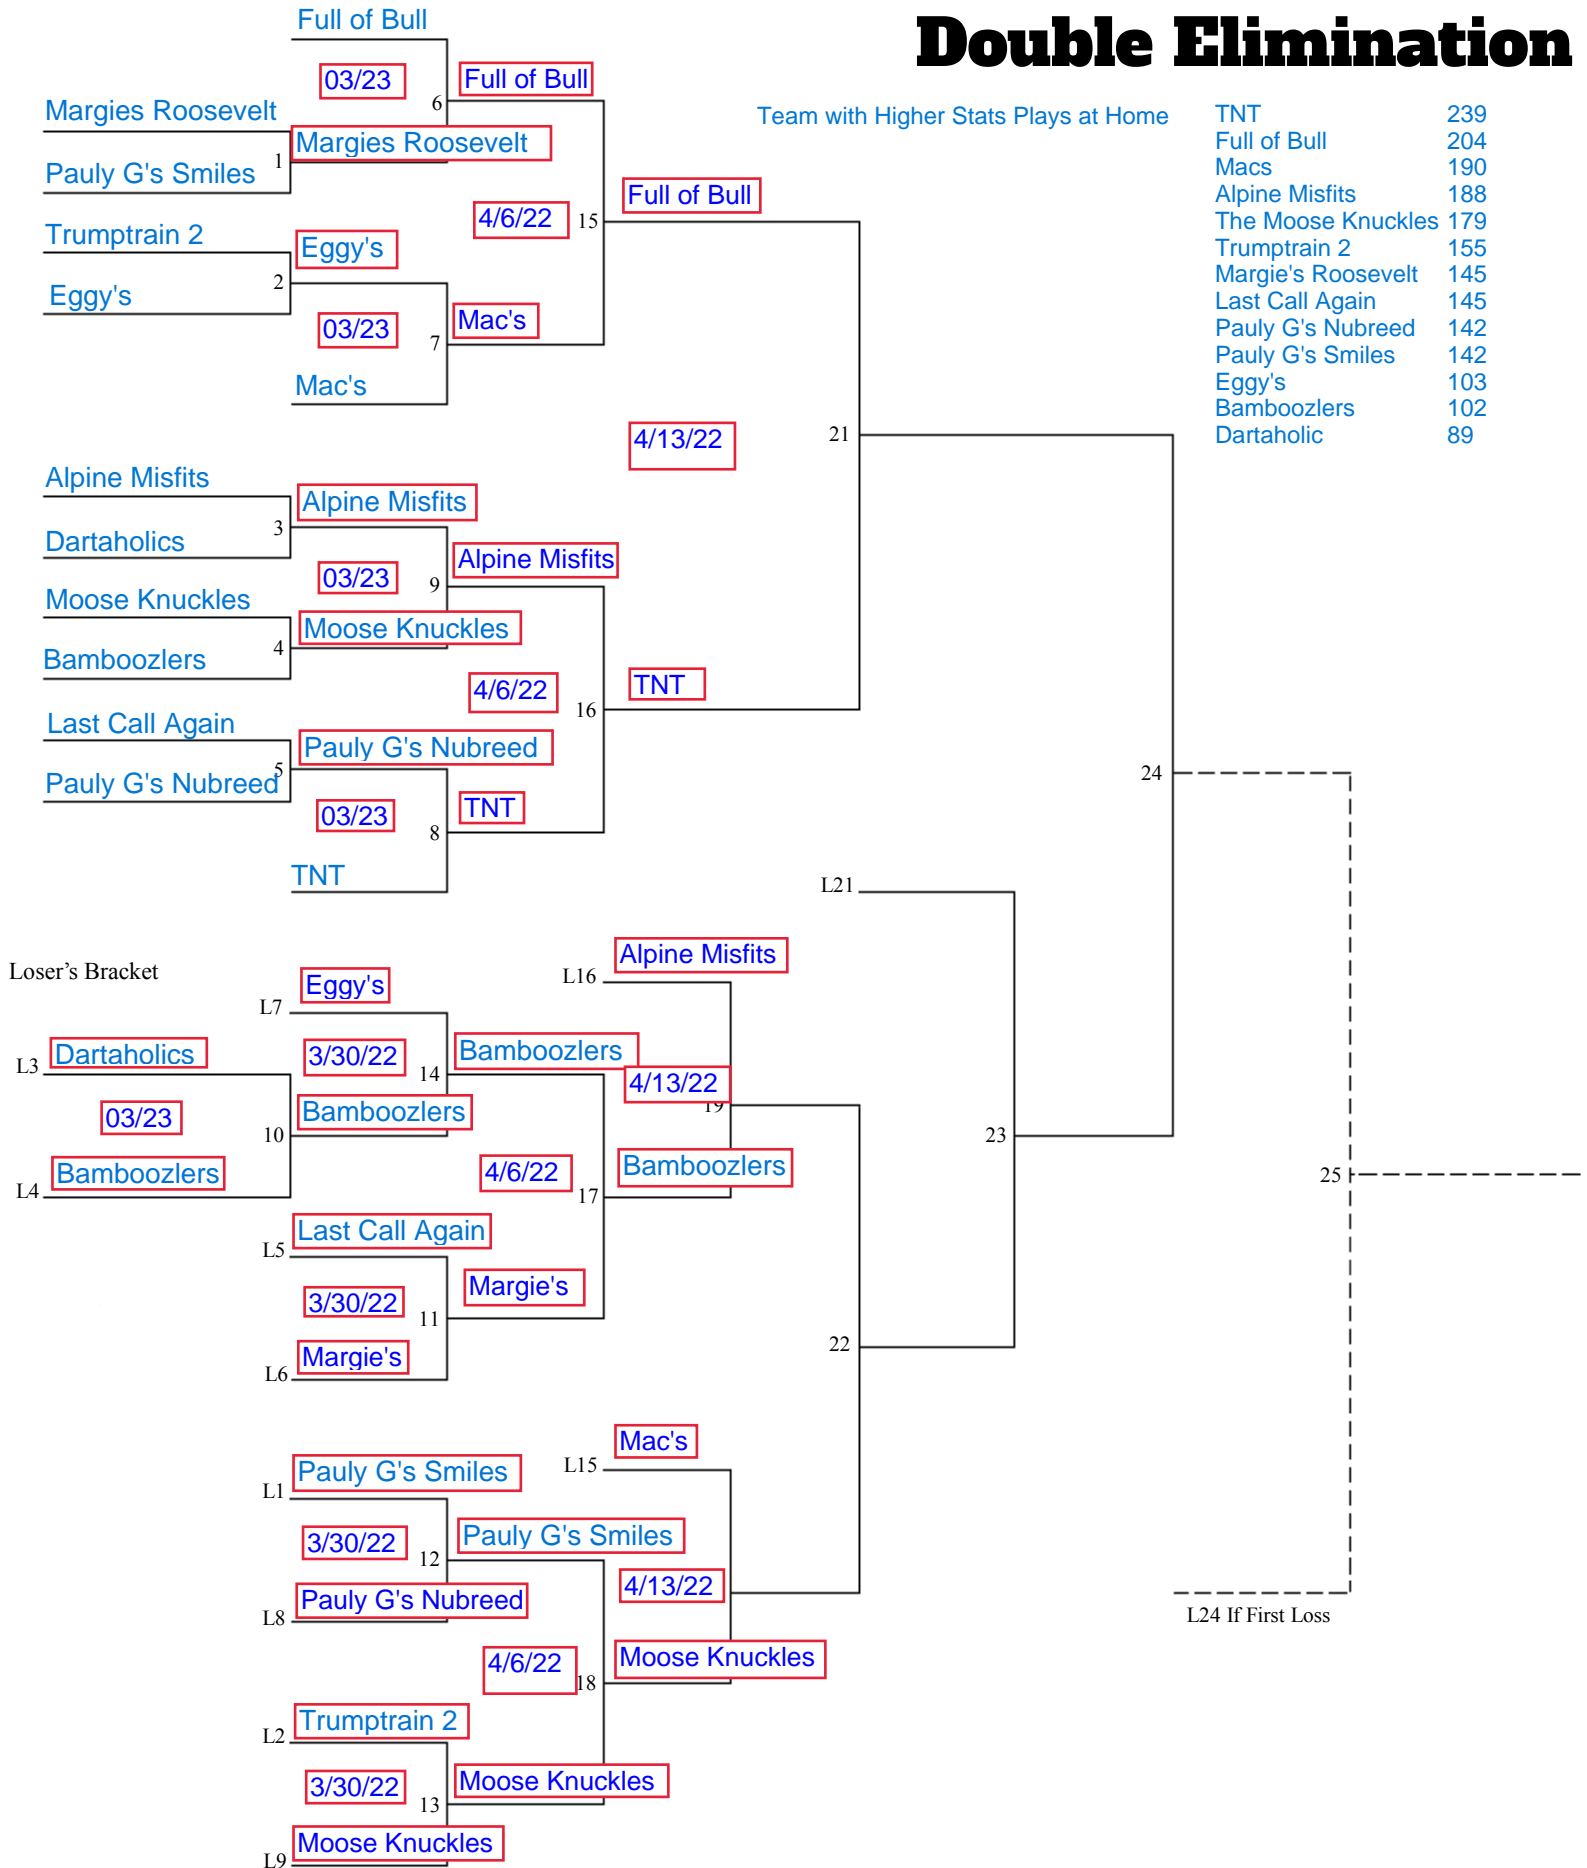 Double Elimination
Full of Bull
03/23
6
Full of Bull
Team with Higher Stats Plays at Home
TNT 239
Full of Bull 204
Macs 190
Alpine Misfits 188
The Moose Knuckles 179
Trumptrain 2 155
Margie's Roosevelt 145
Last Call Again 145
Pauly G's Nubreed 142
Pauly G's Smiles 142
Eggy's 103
Bamboozlers 102
Dartaholic 89
Margies Roosevelt
1
Margies Roosevelt
Pauly G's Smiles
4/6/22
15
Full of Bull
Trumptrain 2
2
Eggy's
Eggy's
03/23
7
Mac's
Mac's
4/13/22
21
Alpine Misfits
3
Alpine Misfits
Dartaholics
03/23
9
Alpine Misfits
Moose Knuckles
4
Moose Knuckles
Bamboozlers
4/6/22
16
TNT
Last Call Again
5
Pauly G's Nubreed
Pauly G's Nubreed
03/23
8
TNT
TNT
24
L21
Loser's Bracket
L7
Eggy's
L16
Alpine Misfits
L3
Dartaholics
3/30/22
14
Bamboozlers
4/13/22
19
03/23
10
Bamboozlers
23
L4
Bamboozlers
4/6/22
17
Bamboozlers
25
L5
Last Call Again
3/30/22
11
Margie's
22
L6
Margie's
L15
Mac's
L1
Pauly G's Smiles
3/30/22
12
Pauly G's Smiles
4/13/22
L8
Pauly G's Nubreed
L24 If First Loss
4/6/22
18
Moose Knuckles
L2
Trumptrain 2
3/30/22
13
Moose Knuckles
L9
Moose Knuckles